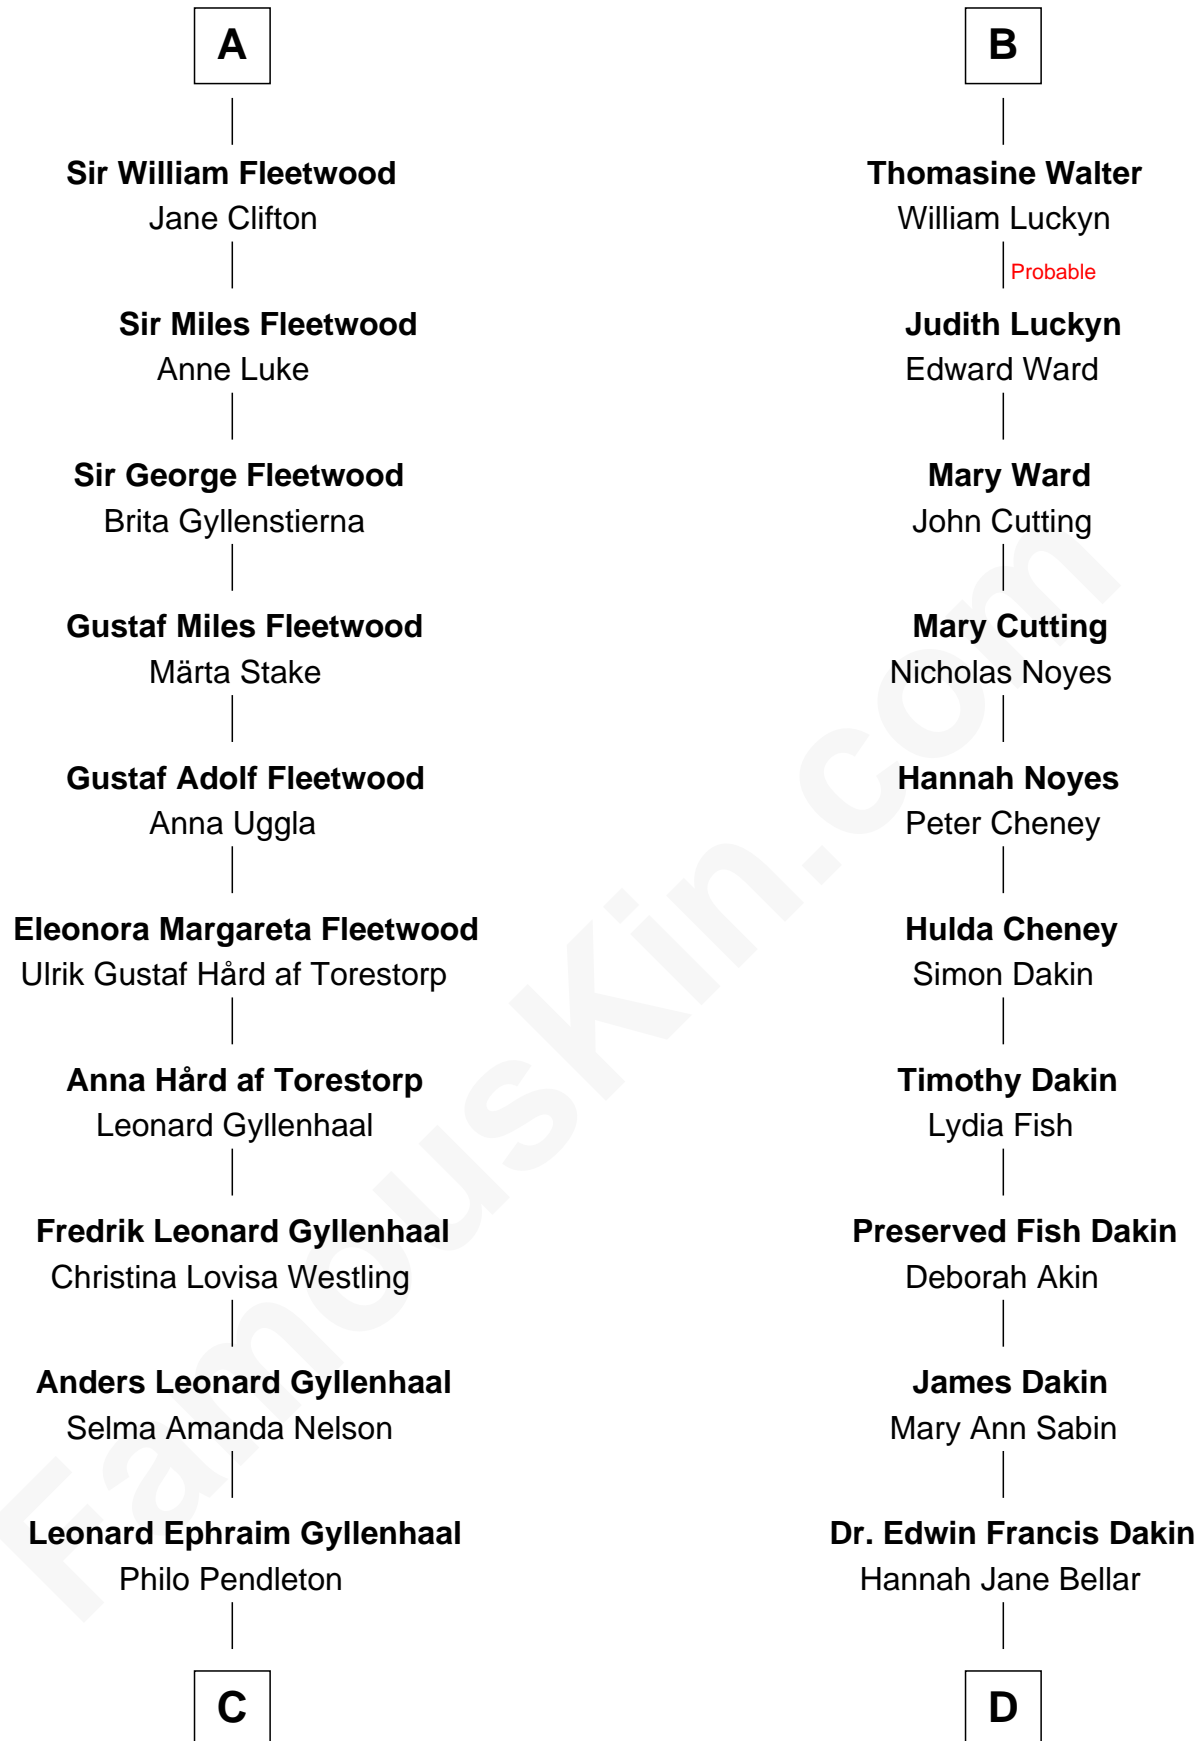 A
Sir William Fleetwood
Jane Clifton
Sir Miles Fleetwood
Anne Luke
Sir George Fleetwood
Brita Gyllenstierna
Gustaf Miles Fleetwood
Märta Stake
Gustaf Adolf Fleetwood
Anna Uggla
Eleonora Margareta Fleetwood
Ulrik Gustaf Hård af Torestorp
Anna Hård af Torestorp
Leonard Gyllenhaal
Fredrik Leonard Gyllenhaal
Christina Lovisa Westling
Anders Leonard Gyllenhaal
Selma Amanda Nelson
Leonard Ephraim Gyllenhaal
Philo Pendleton
C
B
Thomasine Walter
William Luckyn
Probable
Judith Luckyn
Edward Ward
Mary Ward
John Cutting
Mary Cutting
Nicholas Noyes
Hannah Noyes
Peter Cheney
Hulda Cheney
Simon Dakin
Timothy Dakin
Lydia Fish
Preserved Fish Dakin
Deborah Akin
James Dakin
Mary Ann Sabin
Dr. Edwin Francis Dakin
Hannah Jane Bellar
D
FamousKin.com